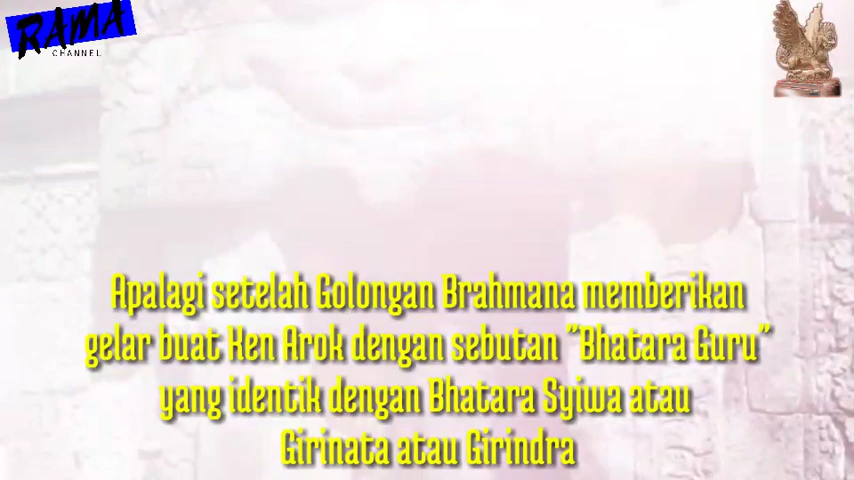 RAMA
CHANNEL
Apalagi setelah Golongan Brahmana memberikan
gelar buat Ken Arok dengan sebutan "Bhatara Guru"
yang identik dengan Bhatara Syiwa atau
Girinata atau Girindra